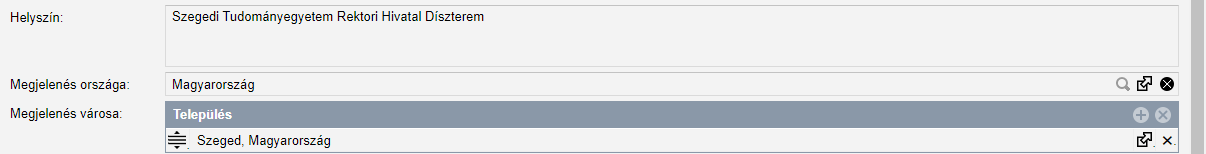 Helyszín: Szegedi Tudományegyetem Rektori Hivatal Díszterem
Megjelenés országa: Magyarország
Megjelenés városa: Település
Szeged, Magyarország